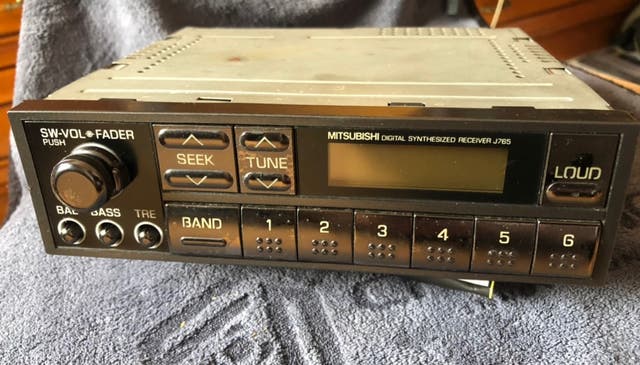 SW-VOL FADER
PUSH
SEEK
TUNE
MITSUBISHI DIGITAL SYNTHESIZED RECEIVER J765
LOUD
BAL BASS TRE
BAND
1 2 3 4 5 6